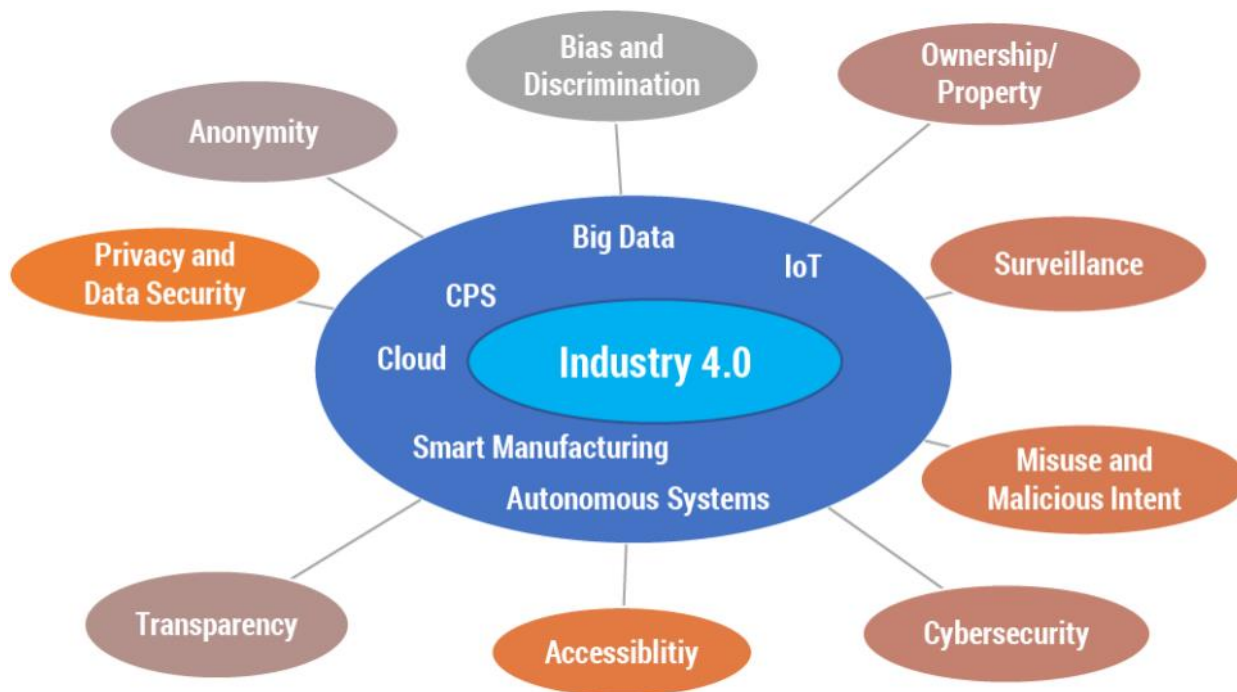 Bias and
Discrimination
Ownership/
Property
Anonymity
Privacy and
Data Security
Big Data
IoT
Surveillance
CPS
Cloud
Industry 4.0
Smart Manufacturing
Autonomous Systems
Misuse and
Malicious Intent
Transparency
Accessiblitiy
Cybersecurity